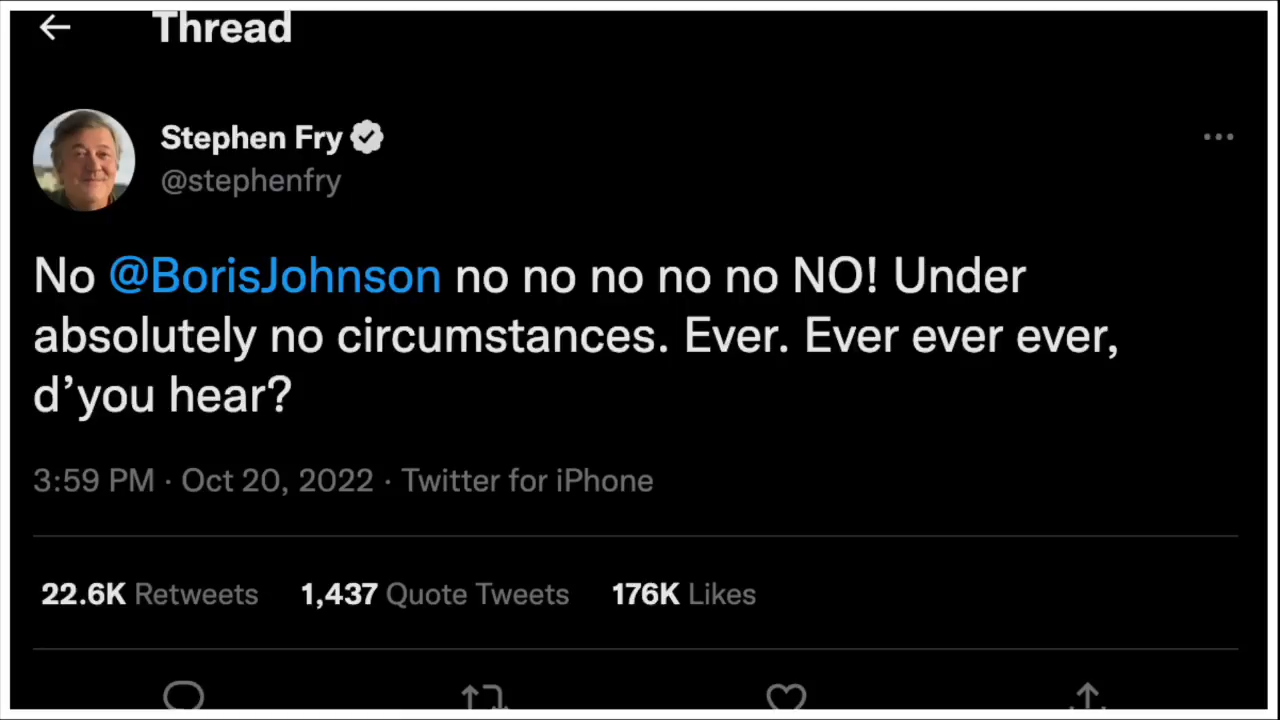 Thread
Stephen Fry
@stephenfry
No @BorisJohnson no no no no no NO! Under
absolutely no circumstances. Ever. Ever ever ever,
d’you hear?
3:59 PM · Oct 20, 2022 · Twitter for iPhone
22.6K Retweets 1,437 Quote Tweets 176K Likes